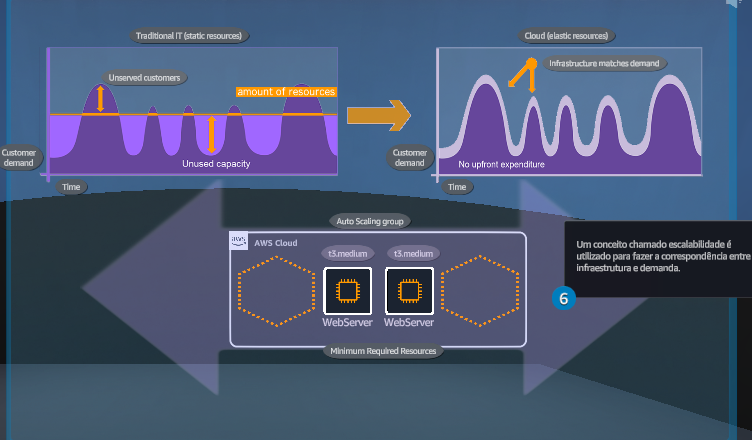 Traditional IT (static resources)
Cloud (elastic resources)
Unserved customers
amount of resources
Infrastructure matches demand
Customer
demand
Unused capacity
Time
Customer
demand
No upfront expenditure
Time
Auto Scaling group
aws
AWS Cloud
t3.medium
t3.medium
WebServer
WebServer
Minimum Required Resources
Um conceito chamado escalabilidade é
utilizado para fazer a correspondência entre
infraestrutura e demanda.
6